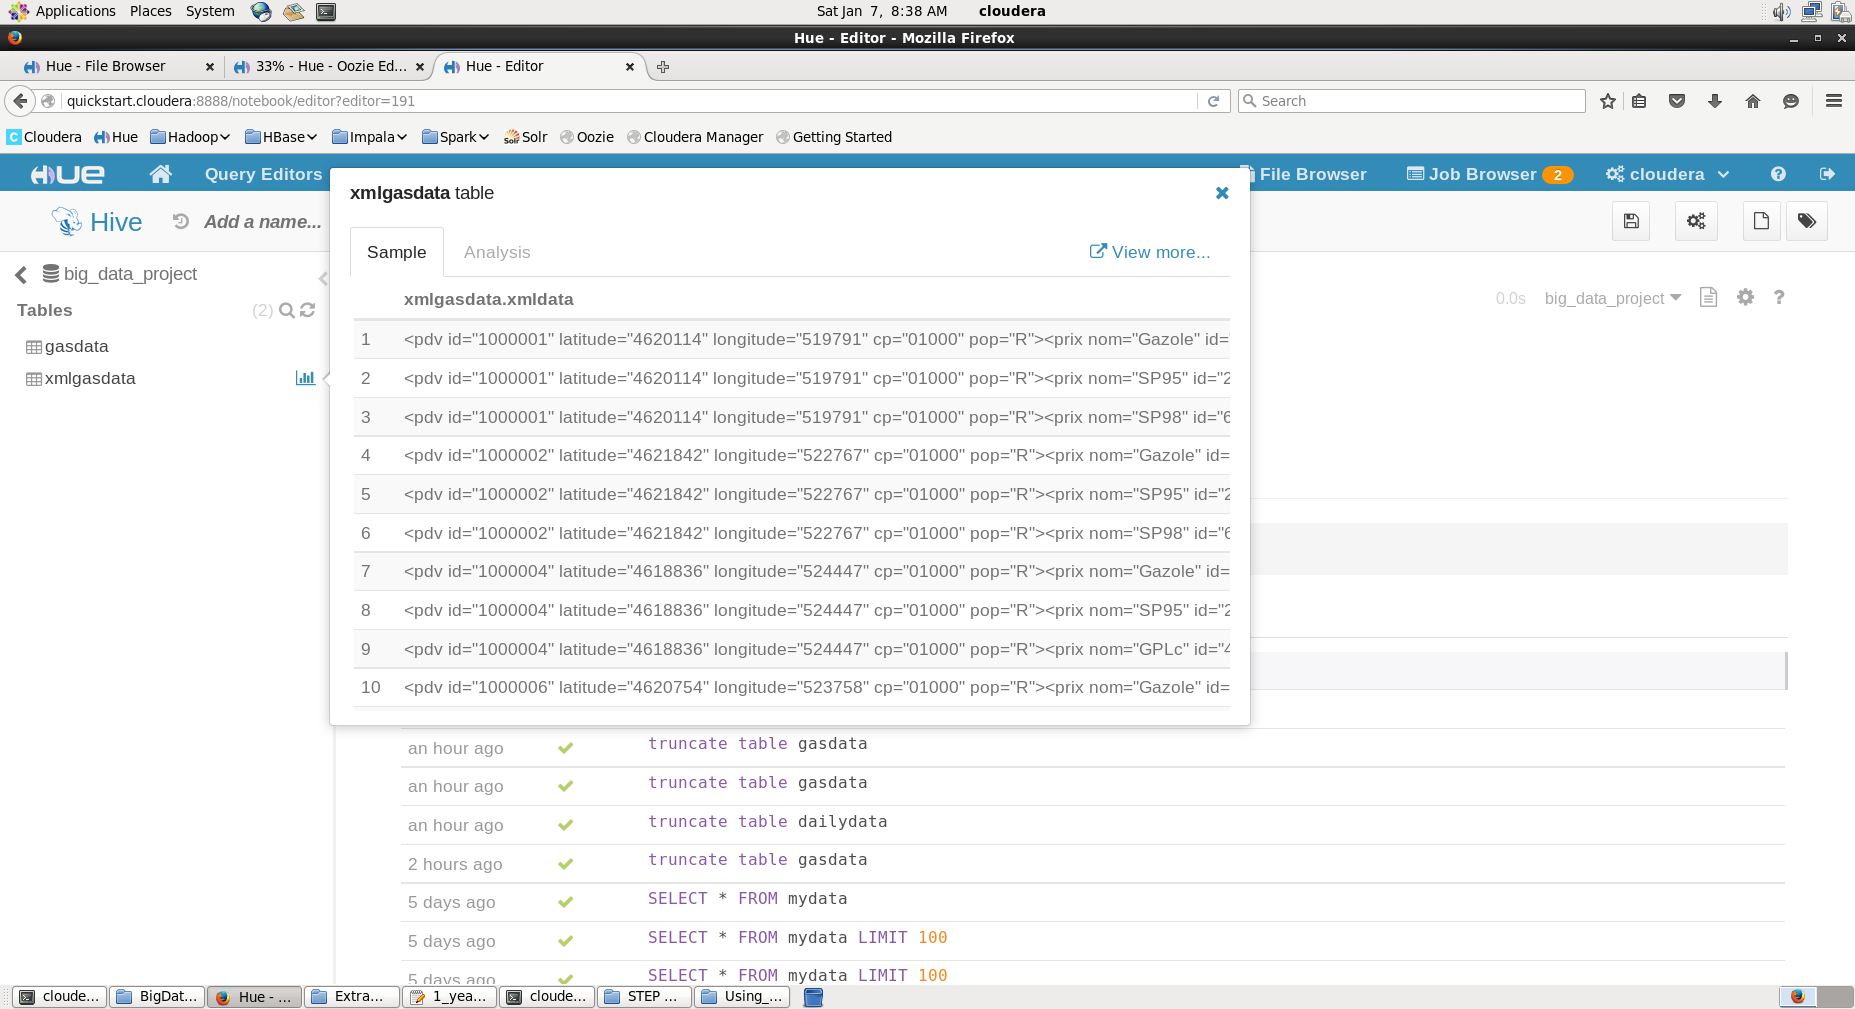 Applications Places System Sat Jan 7, 8:38 AM cloudera
Hue - Editor - Mozilla Firefox
Hue - File Browser 33% - Hue - Oozie Ed... Hue - Editor
quickstart.cloudera:8888/notebook/editor?editor=191 Search
Cloudera Hue Hadoop HBase Impala Spark Solr Oozie Cloudera Manager Getting Started
HUE Query Editors File Browser Job Browser 2 cloudera
Hive Add a name...
xmlgasdata table
Sample Analysis View more...
big_data_project
Tables (2)
gasdata
xmlgasdata
0.0s big_data_project
xmlgasdata.xmldata
1 <pdv id="1000001" latitude="4620114" longitude="519791" cp="01000" pop="R"><prix nom="Gazole" id="
2 <pdv id="1000001" latitude="4620114" longitude="519791" cp="01000" pop="R"><prix nom="SP95" id="2
3 <pdv id="1000001" latitude="4620114" longitude="519791" cp="01000" pop="R"><prix nom="SP98" id="6
4 <pdv id="1000002" latitude="4621842" longitude="522767" cp="01000" pop="R"><prix nom="Gazole" id=
5 <pdv id="1000002" latitude="4621842" longitude="522767" cp="01000" pop="R"><prix nom="SP95" id="2
6 <pdv id="1000002" latitude="4621842" longitude="522767" cp="01000" pop="R"><prix nom="SP98" id="6
7 <pdv id="1000004" latitude="4618836" longitude="524447" cp="01000" pop="R"><prix nom="Gazole" id=
8 <pdv id="1000004" latitude="4618836" longitude="524447" cp="01000" pop="R"><prix nom="SP95" id="2
9 <pdv id="1000004" latitude="4618836" longitude="524447" cp="01000" pop="R"><prix nom="GPLc" id="4
10 <pdv id="1000006" latitude="4620754" longitude="523758" cp="01000" pop="R"><prix nom="Gazole" id=
an hour ago truncate table gasdata
an hour ago truncate table gasdata
an hour ago truncate table dailydata
2 hours ago truncate table gasdata
5 days ago SELECT * FROM mydata
5 days ago SELECT * FROM mydata LIMIT 100
5 days ago SELECT * FROM mydata LIMIT 100
cloude... BigDat... Hue - ... Extra... 1_yea... cloude... STEP ... Using_...